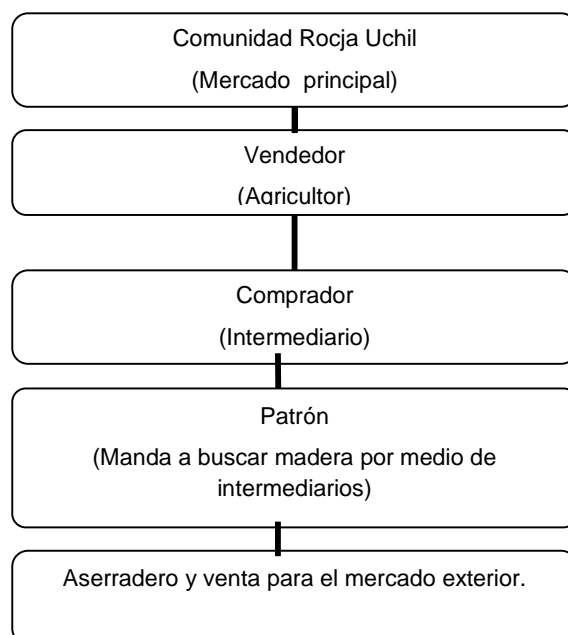 Comunidad Rocja Uchil
(Mercado  principal)
Vendedor
(Agricultor)
Comprador
(Intermediario)
Patrón
(Manda a buscar madera por medio de
intermediarios)
Aserradero y venta para el mercado exterior.